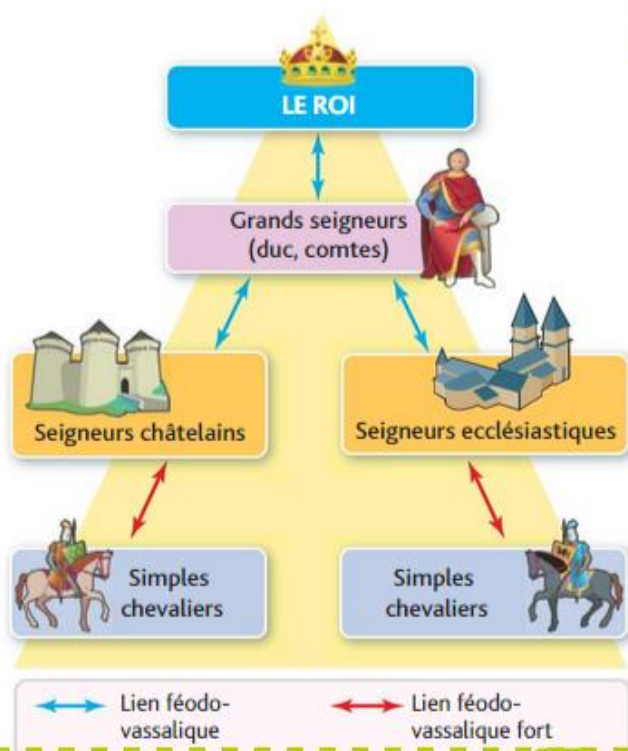 LE ROI
Grands seigneurs
(duc, comtes)
Seigneurs châtelains
Seigneurs ecclésiastiques
Simples
chevaliers
Simples
chevaliers
Lien féodo-
vassalique
Lien féodo-
vassalique fort